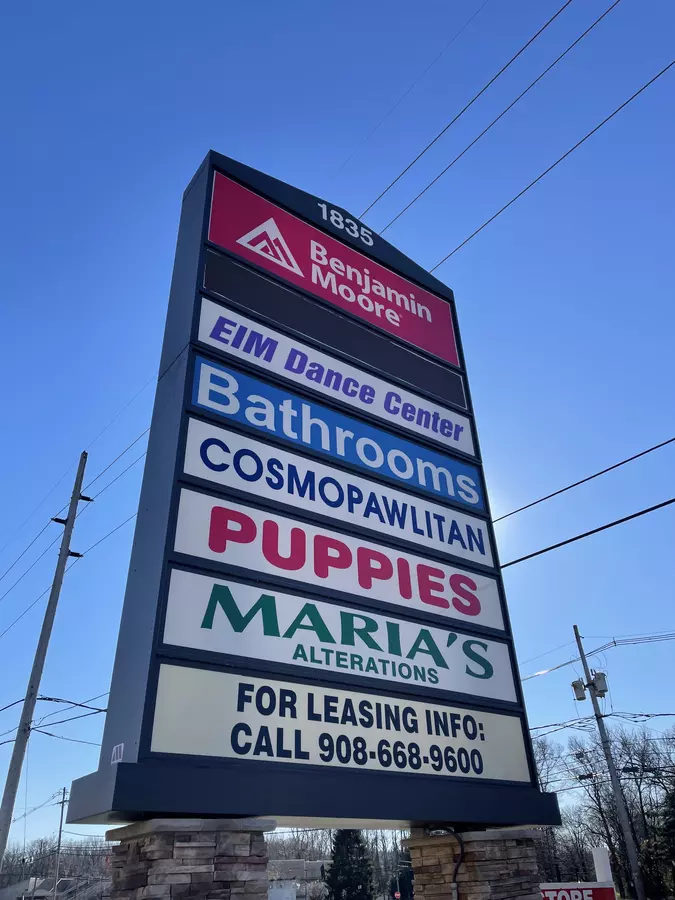 1835
Benjamin
Moore
EIM Dance Center
Bathrooms
COSMOPAWLITAN
PUPPIES
MARIA'S
ALTERATIONS
FOR LEASING INFO:
CALL 908-668-9600